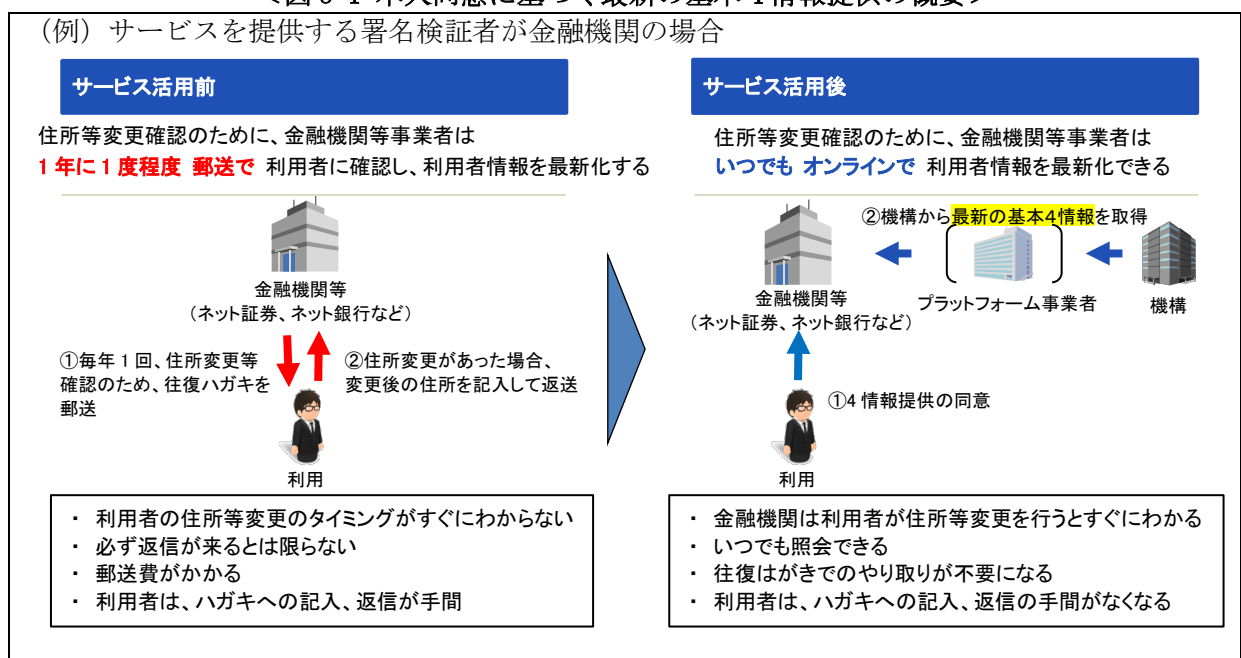 (例)サービスを提供する署名検証者が金融機関の場合
サービス活用前
住所等変更確認のために、金融機関等事業者は
1年に1度程度 郵送で 利用者に確認し、利用者情報を最新化する
金融機関等
(ネット証券、ネット銀行など)
①毎年1回、住所変更等
確認のため、往復ハガキを
郵送
②住所変更があった場合、
変更後の住所を記入して返送
利用
・ 利用者の住所等変更のタイミングがすぐにわからない
・ 必ず返信が来るとは限らない
・ 郵送費がかかる
・ 利用者は、ハガキへの記入、返信が手間
サービス活用後
住所等変更確認のために、金融機関等事業者は
いつでも オンラインで 利用者情報を最新化できる
②機構から最新の基本4情報を取得
金融機関等
(ネット証券、ネット銀行など)
プラットフォーム事業者
機構
①4情報提供の同意
利用
・ 金融機関は利用者が住所等変更を行うとすぐにわかる
・ いつでも照会できる
・ 往復はがきでのやり取りが不要になる
・ 利用者は、ハガキへの記入、返信の手間がなくなる